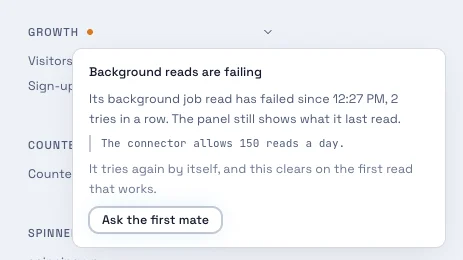 GROWTH
Visitors
Background reads are failing
Its background job read has failed since 12:27 PM, 2
tries in a row. The panel still shows what it last read.
Sign-up
The connector allows 150 reads a day.
COUNTE
It tries again by itself, and this clears on the first read
that works.
Counte
Ask the first mate
SPINNE